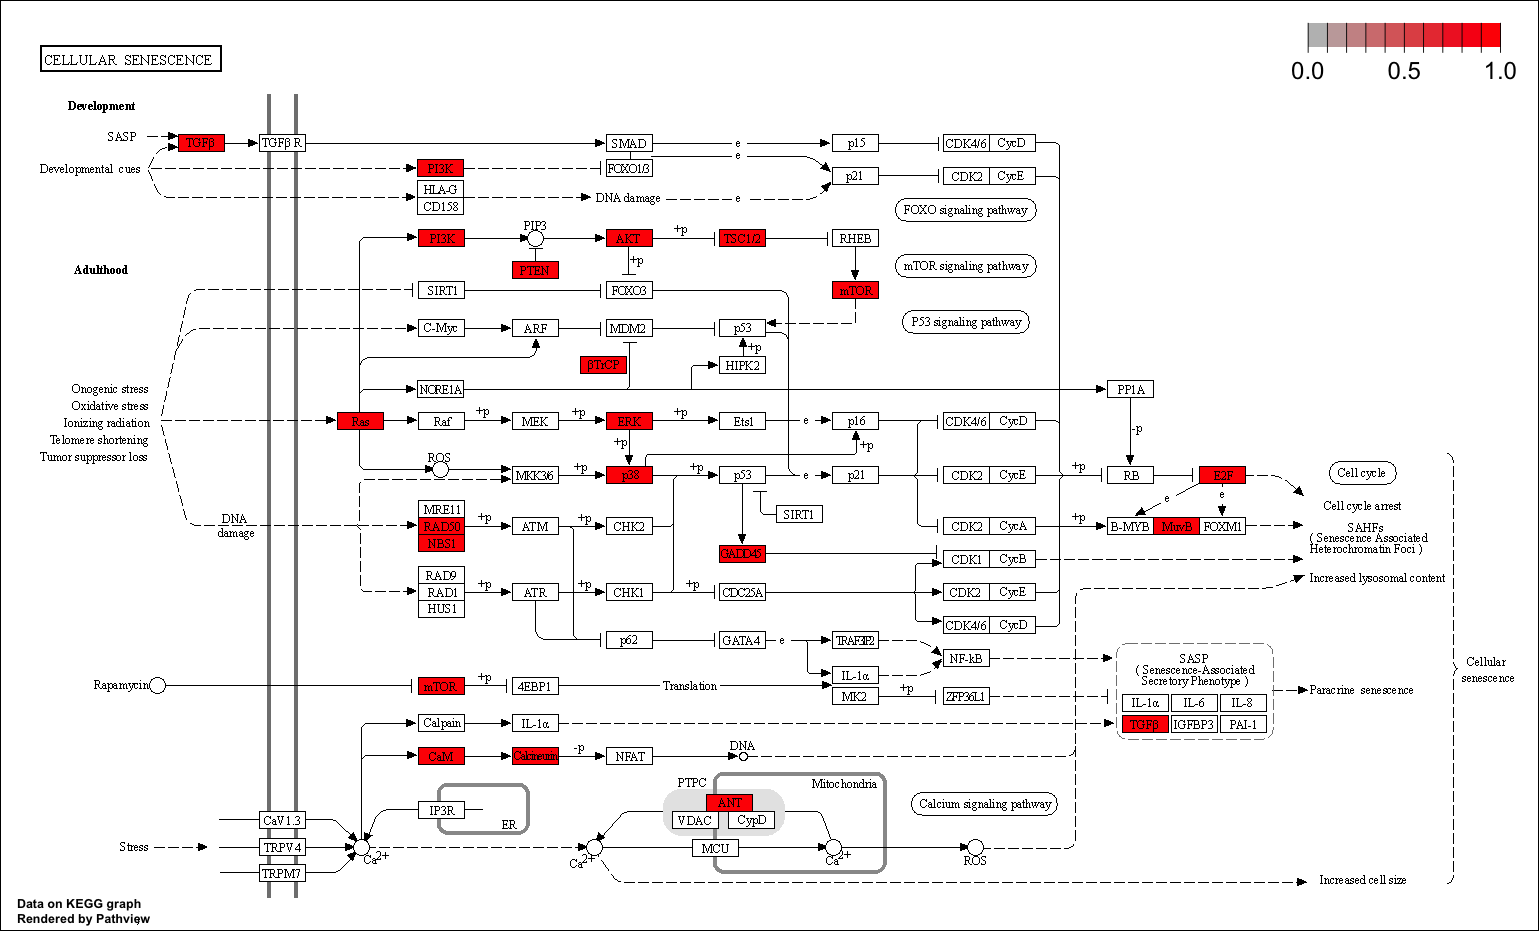 CELLULAR SENESCENCE
0.0 0.5 1.0
Development
SASP
TGFβ
TGFβ R
SMAD
e
e
p15
CDK4/6 CycD
Developmental cues
PI3K
FOXO1/3
p21
CDK2 CycE
HLA-G
CD158
DNA damage
e
FOXO signaling pathway
PI3K
PIP3
AKT
+p
TSC1/2
RHEB
PTEN
+p
mTOR signaling pathway
Adulthood
SIRT1
FOXO3
mTOR
C-Myc
ARF
MDM2
p53
P53 signaling pathway
+p
βTrCP
HIPK2
NORE1A
PP1A
Onogenic stress
Oxidative stress
Ionizing radiation
Telomere shortening
Tumor suppressor loss
Ras
Raf
+p
MEK
+p
ERK
+p
Ets1
e
p16
CDK4/6 CycD
-p
+p
+p
ROS
MKK3/6
+p
p38
+p
p53
e
p21
CDK2 CycE
+p
RB
E2F
Cell cycle
e
e
Cell cycle arrest
MRE11
RAD50
NBS1
DNA
damage
+p
ATM
+p
CHK2
SIRT1
CDK2 CycA
+p
B-MYB
MuvB
FOXM1
SAHFs
( Senescence Associated
Heterochromatin Foci )
GADD45
CDK1 CycB
RAD9
RAD1
HUS1
+p
ATR
+p
CHK1
+p
CDC25A
CDK2 CycE
Increased lysosomal content
CDK4/6 CycD
p62
GATA4
e
TRAF3IP2
NF-kB
IL-1α
SASP
( Senescence-Associated
Secretory Phenotype )
Cellular
senescence
Rapamycin
mTOR
+p
4EBP1
Translation
MK2
+p
ZFP36L1
Paracrine senescence
IL-1α IL-6 IL-8
TGFβ IGFBP3 PAI-1
Calpain
IL-1α
CaM
Calcineurin
-p
NFAT
DNA
PTPC
Mitochondria
ANT
VDAC
CypD
Calcium signaling pathway
IP3R
ER
CaV1.3
Stress
TRPV4
Ca2+
Ca2+
MCU
Ca2+
ROS
TRPM7
Increased cell size
Data on KEGG graph
Rendered by Pathview